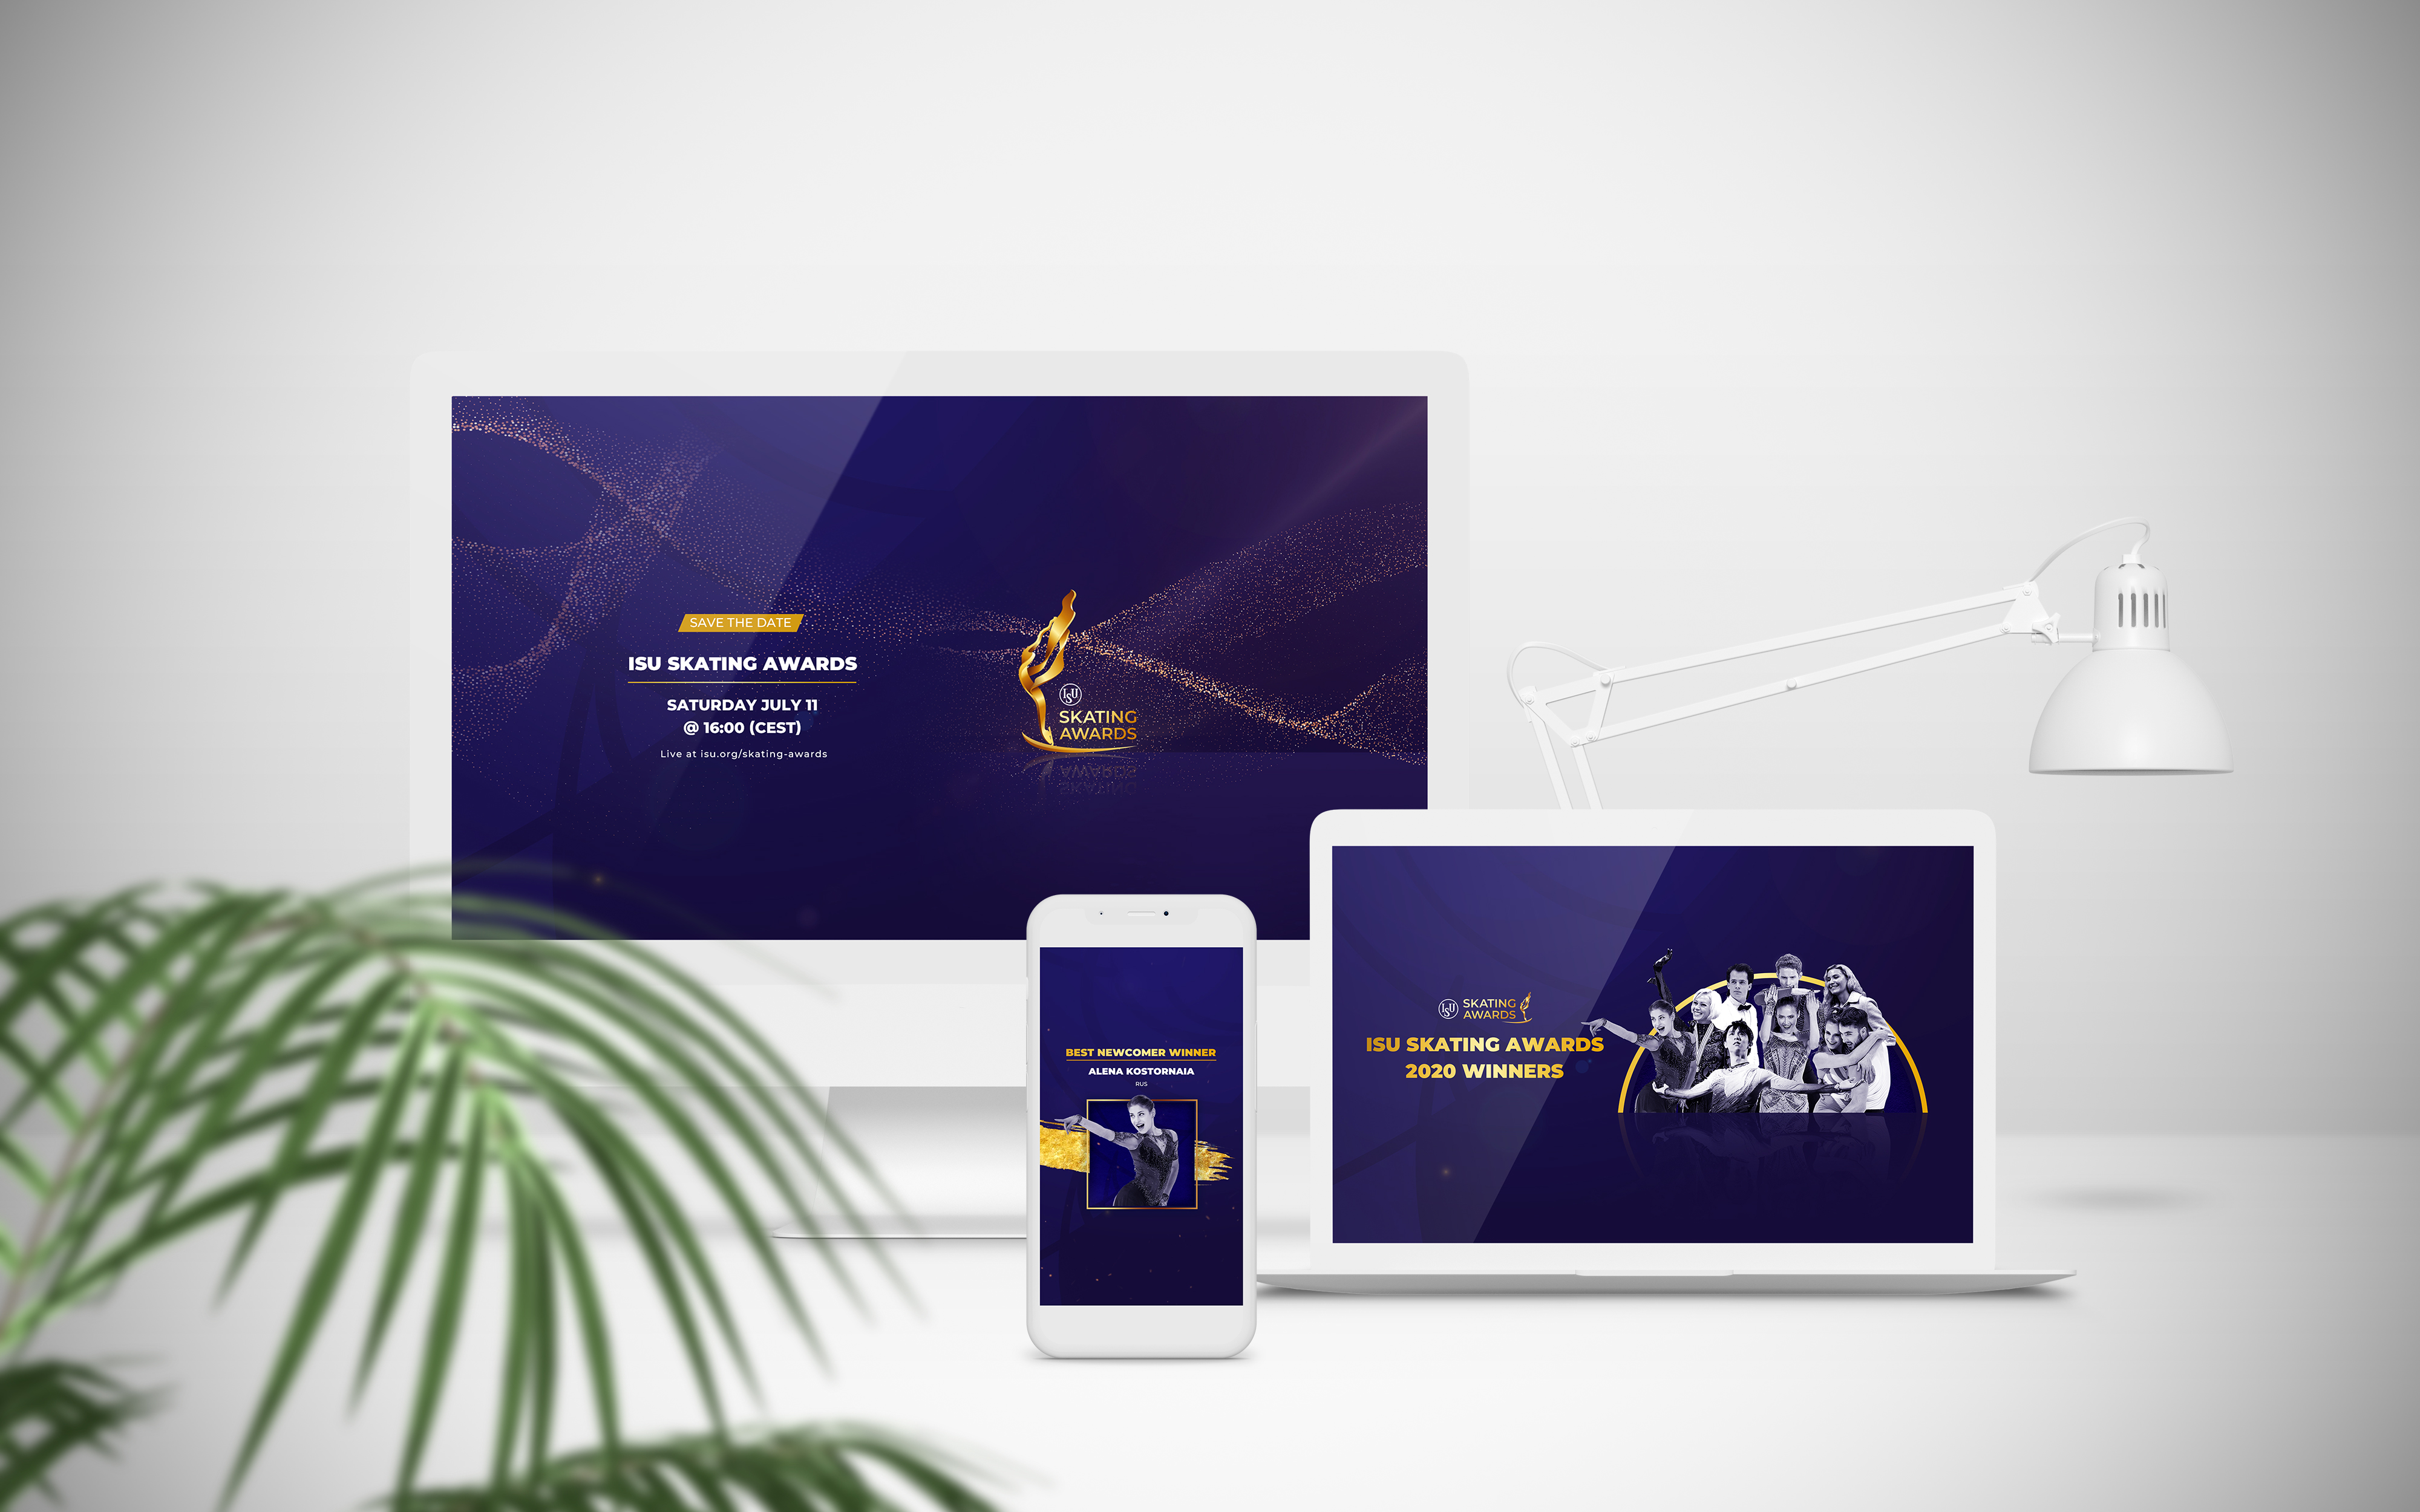 SAVE THE DATE
ISU SKATING AWARDS
SATURDAY JULY 11
@ 16:00 (CEST)
Live at isu.org/skating-awards
ISU
SKATING
AWARDS
BEST NEWCOMER WINNER
ALENA KOSTORNAIA
RUS
ISU
SKATING
AWARDS
ISU SKATING AWARDS
2020 WINNERS